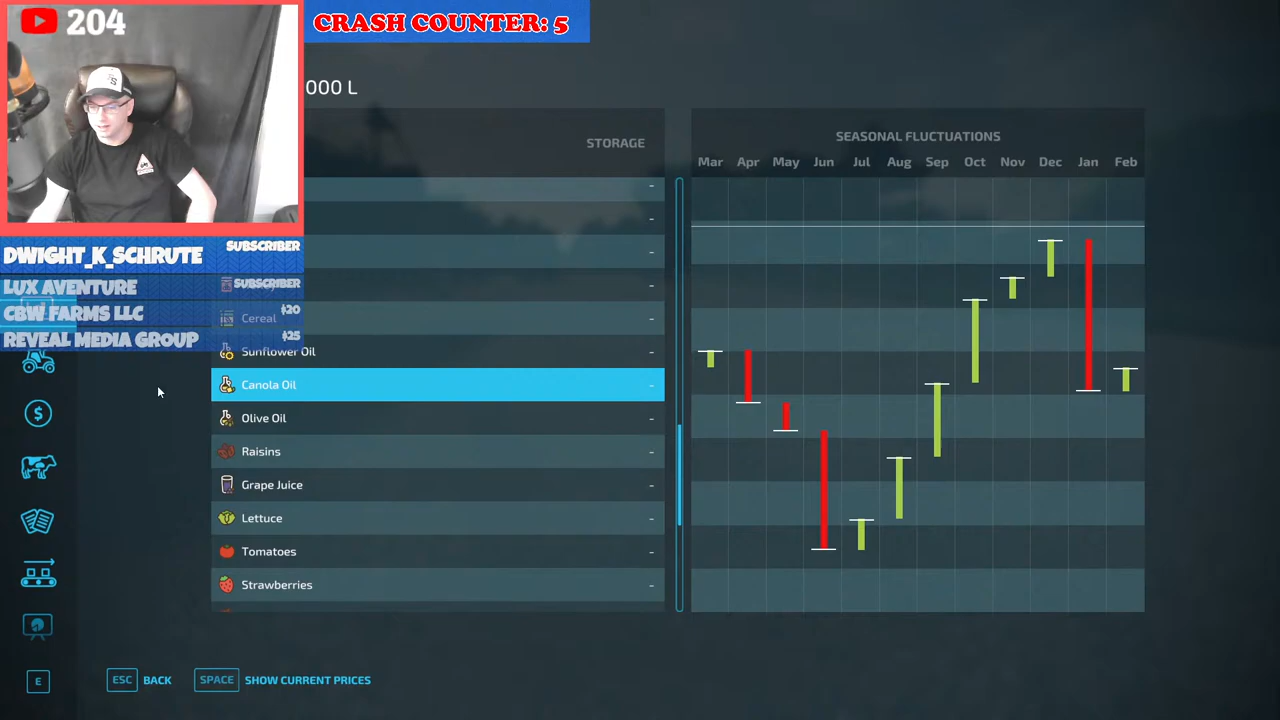 204
CRASH COUNTER: 5
000 L
STORAGE
SEASONAL FLUCTUATIONS
Mar Apr May Jun Jul Aug Sep Oct Nov Dec Jan Feb
-
-
-
DWIGHT_K_SCHRUTE SUBSCRIBER
LUX AVENTURE SUBSCRIBER -
CBW FARMS LLC $20
Cereal -
REVEAL MEDIA GROUP $25
Sunflower Oil -
Canola Oil -
Olive Oil -
Raisins -
Grape Juice -
Lettuce -
Tomatoes -
Strawberries -
E
ESC BACK SPACE SHOW CURRENT PRICES